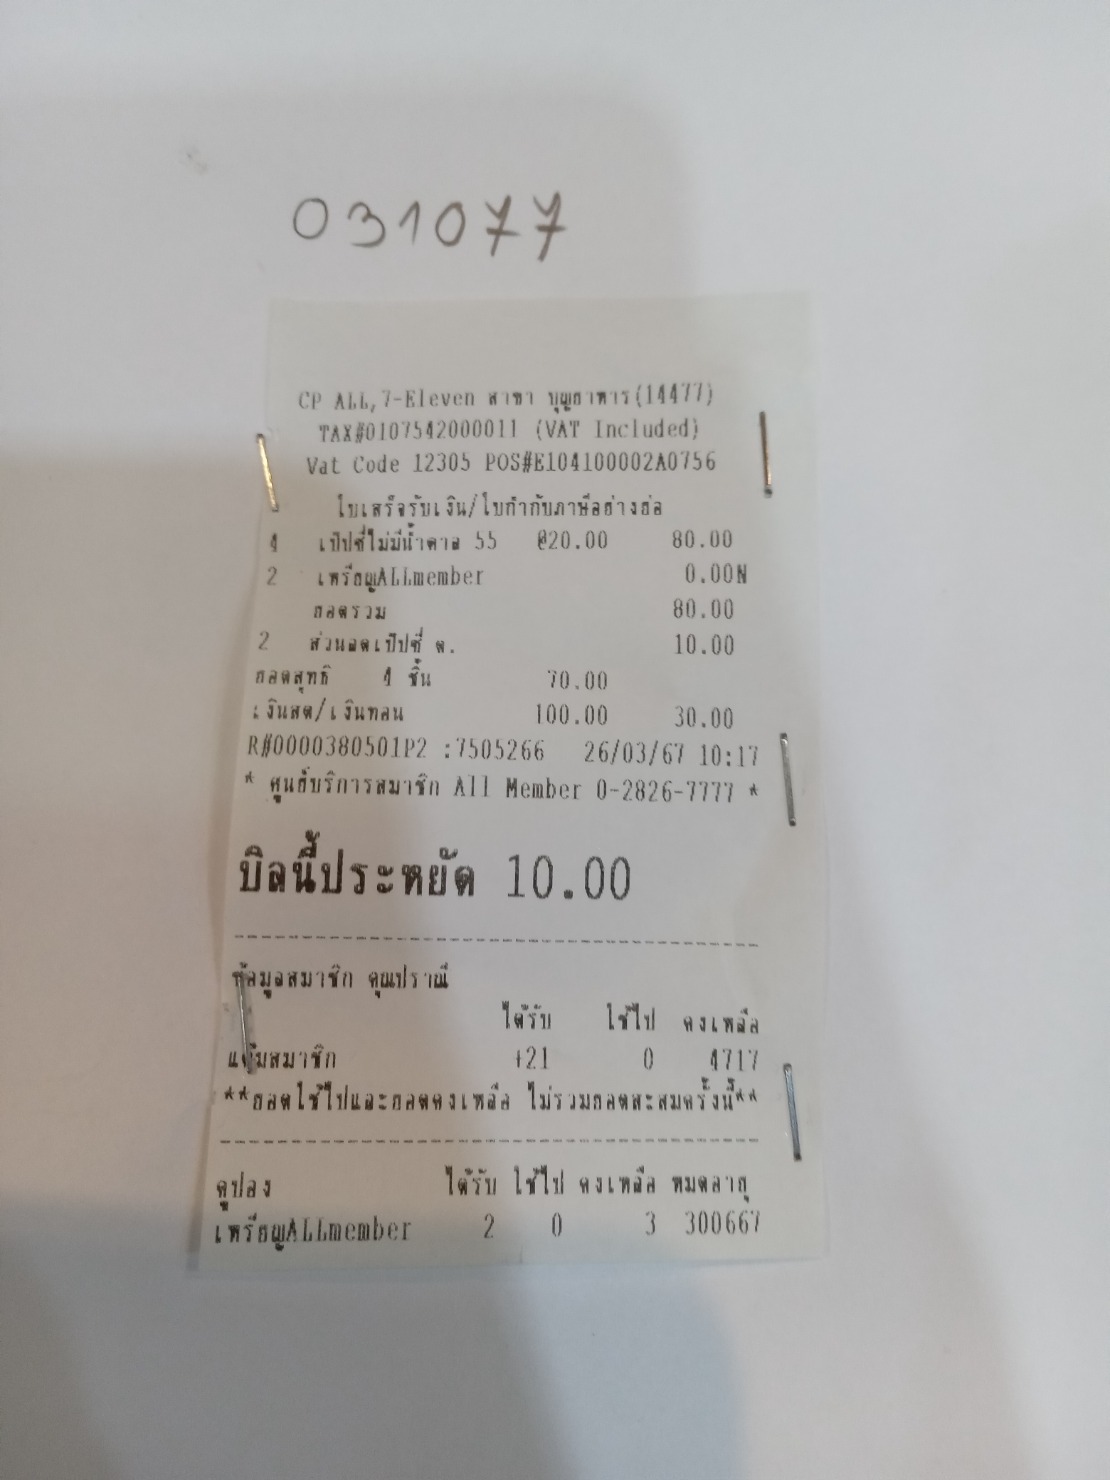 031077
CP ALL,7-Eleven สาขา บุญธาหาร(14477)
TAX#0107542000011 (VAT Included)
Vat Code 12305 POS#E104100002A0756
ใบเสร็จรับเงิน/ใบกำกับภาษีอย่างย่อ
4 เป๊ปซี่ไม่มีน้ำตาล 55 @20.00 80.00
2 เหรียญALLmember 0.00N
ยอดรวม 80.00
2 ส่วนลดเป๊ปซี่ ต. 10.00
ยอดสุทธิ 4 ชิ้น 70.00
เงินสด/เงินทอน 100.00 30.00
R#0000380501P2 :7505266 26/03/67 10:17
* ศูนย์บริการสมาชิก All Member 0-2826-7777 *
บิลนี้ประหยัด 10.00
ข้อมูลสมาชิก คุณปราณี
ได้รับ ใช้ไป คงเหลือ
แต้มสมาชิก +21 0 4717
**ยอดใช้ไปและยอดคงเหลือ ไม่รวมยอดสะสมครั้งนี้**
คูปอง ได้รับ ใช้ไป คงเหลือ หมดอายุ
เหรียญALLmember 2 0 3 300667